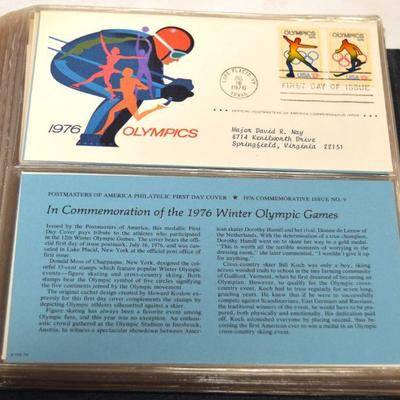 1976 OLYMPICS
LAKE PLACID, NY
JUL
16
1976
12946
OLYMPICS
USA 13c
OLYMPICS
USA 13c
FIRST DAY OF ISSUE
OFFICIAL POSTMASTERS OF AMERICA COMMEMORATIVE ISSUE
Major David R. Nay
8714 Kenilworth Drive
Springfield, Virginia 22151
POSTMASTERS OF AMERICA PHILATELIC FIRST DAY COVER • 1976 COMMEMORATIVE ISSUE NO. 9
In Commemoration of the 1976 Winter Olympic Games
Issued by the Postmasters of America, this medallic First
Day Cover pays tribute to the athletes who participated
in the 12th Winter Olympic Games. The cover bears the offi-
cial first day of issue postmark, July 16, 1976, and was can-
celled in Lake Placid, New York at the official post office of
first issue.
Donald Moss of Chappaqua, New York, designed the col-
orful 13-cent stamps which feature popular Winter Olympic
events—figure skating and cross-country skiing. Both
stamps bear the Olympic symbol of five circles signifying
the five continents joined by the Olympic movement.
The original cachet design created by Howard Koslow ex-
pressly for this first day cover complements the stamps by
depicting Olympic athletes silhouetted against a skier.
Figure skating has always been a favorite event among
Olympic fans, and this year was no exception. An enthusi-
astic crowd gathered at the Olympic Stadium in Innsbruck,
Austria, to witness a spectacular showdown between Amer-
ican skater Dorothy Hamill and her rival, Dianne de Leeuw of
the Netherlands. With the determination of a true champion,
Dorothy Hamill went on to skate her way to a gold medal.
"It is worth all the terrible moments of worrying in the
dressing room," she later commented, "I wouldn't give it up
for anything."
Cross-country skier Bill Koch was only a boy, skiing
across wooded trails to school in the tiny farming community
of Guilford, Vermont, when he first dreamed of becoming an
Olympian. However, to qualify for the Olympic cross-
country event, Koch had to train regularly for seven long,
grueling years. He knew that if he were to successfully
compete against Scandinavians, East Germans and Russians,
the traditional winners of the event, he would have to be pre-
pared, both physically and emotionally. His dedication paid
off. Koch astonished everyone by placing second, thus be-
coming the first American ever to win a medal in an Olympic
cross-country skiing event.